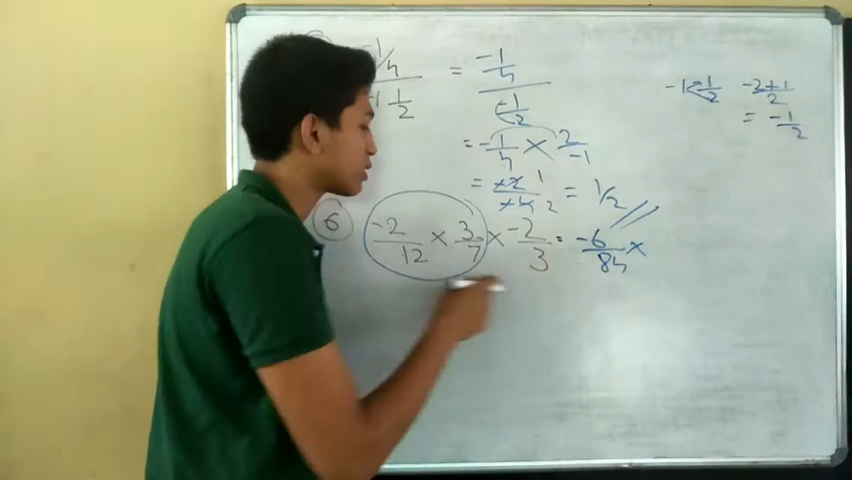 -1/4 / -1 1/2 = -1/4 / -1/2
-1 1/2 -2+1/2
= -1/2
= -1/4 × 2/-1
= 1 2 = 1/2
6 -2/12 × 3/7 × -2/3 = -6/84 ×